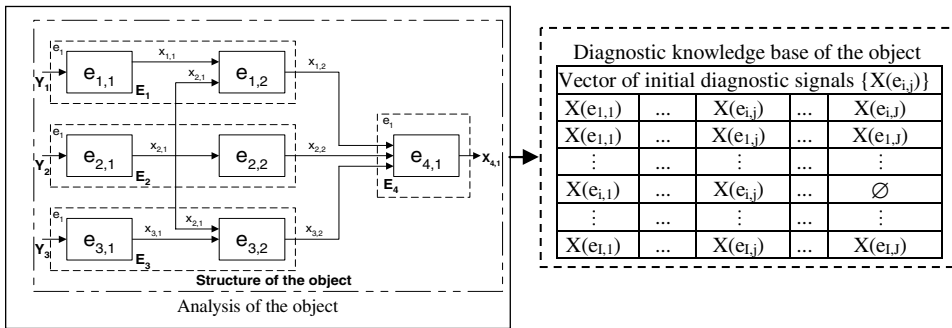 e1
e1,1
x1,1
x2,1
e1,2
x1,2
Y1
E1
e1
e2,1
x2,1
e2,2
x2,2
Y2
E2
e1
e3,1
x3,1
x2,1
e3,2
x3,2
Y3
E3
e1
e4,1
x4,1
E4
Structure of the object
Analysis of the object
Diagnostic knowledge base of the object
Vector of initial diagnostic signals {X(ei,j)}
X(e1,1) ... X(ei,j) ... X(ei,J)
X(e1,1) ... X(e1,j) ... X(e1,J)
⋮ ⋮ ⋮
X(ei,1) ... X(ei,j) ... ∅
⋮ ... ⋮ ... ⋮
X(eI,1) ... X(eI,j) ... X(eI,J)